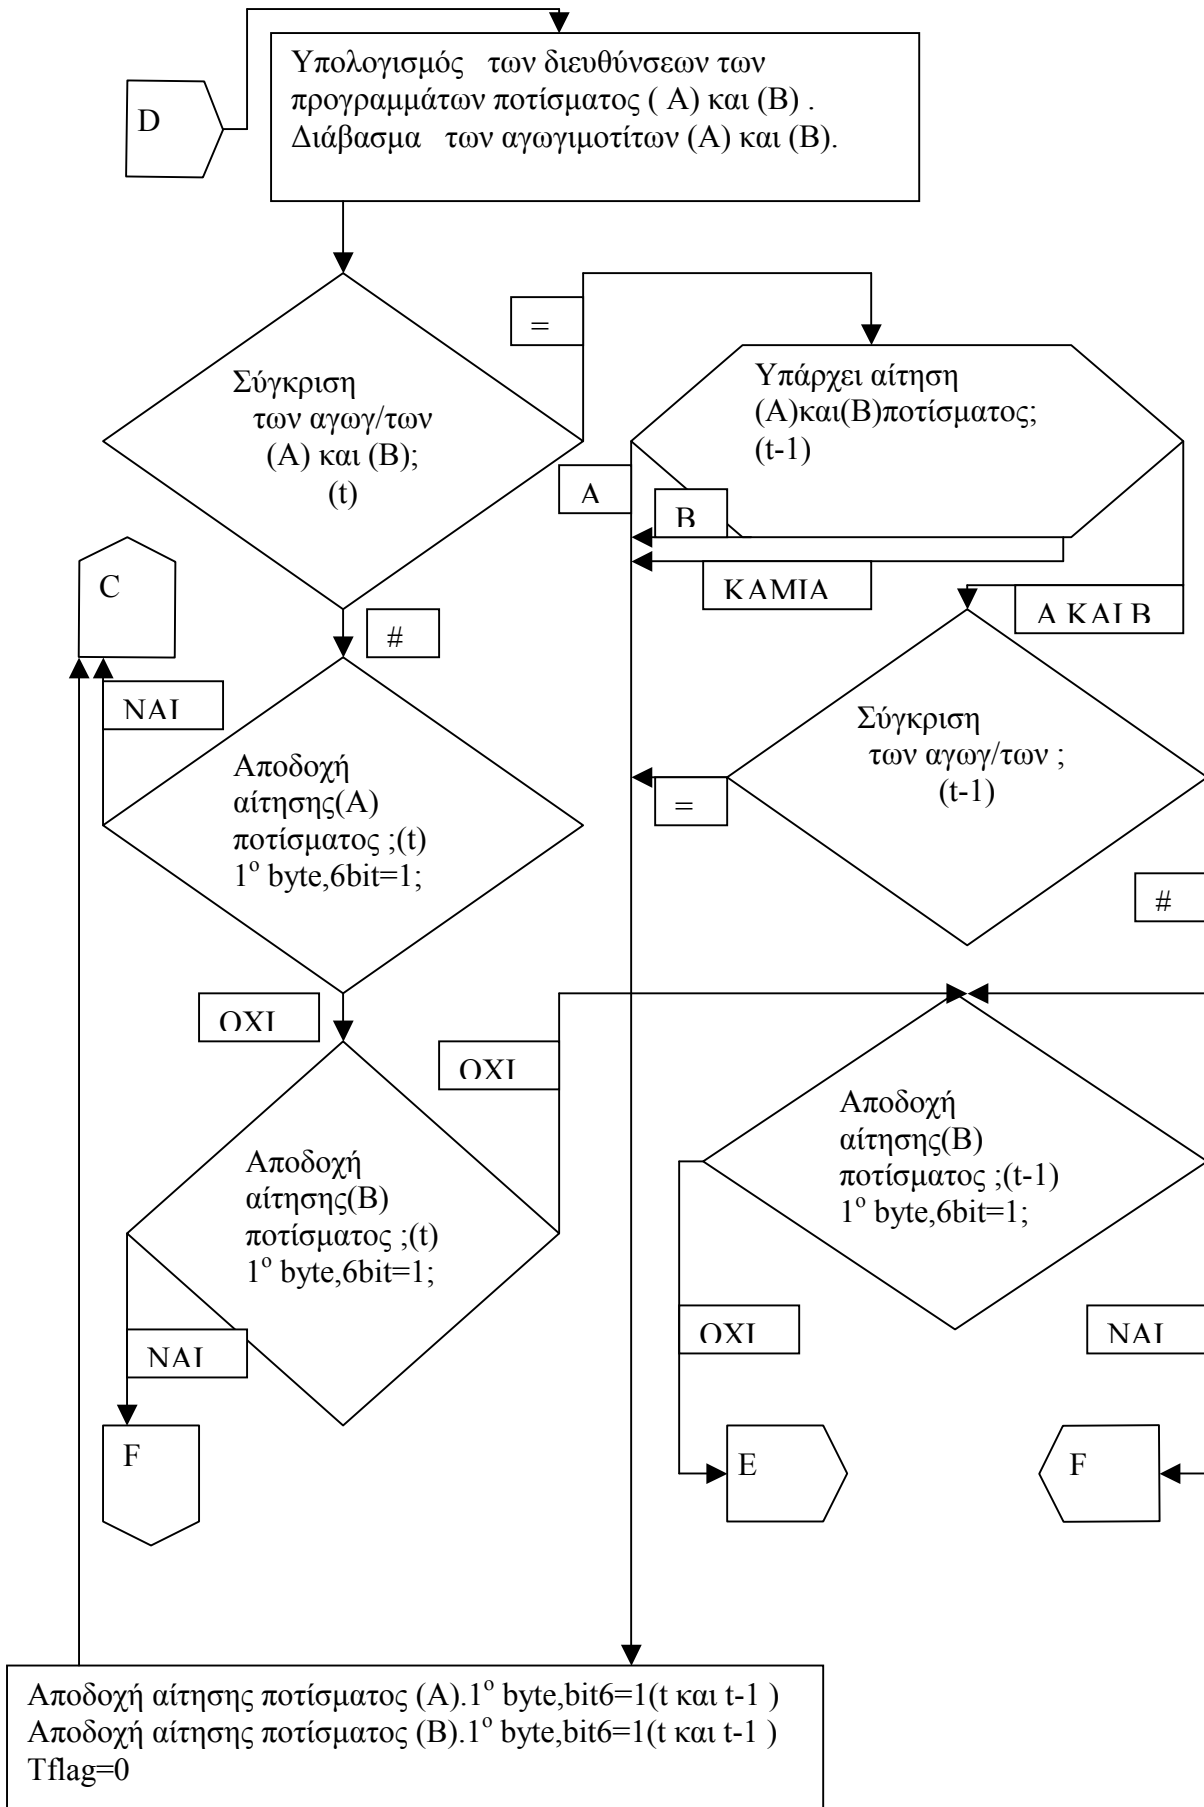 D
Υπολογισμός των διευθύνσεων των
προγραμμάτων ποτίσματος ( Α) και (Β) .
Διάβασμα των αγωγιμοτίτων (Α) και (Β).
=
Σύγκριση
των αγωγ/των
(Α) και (Β);
(t)
Υπάρχει αίτηση
(Α)και(Β)ποτίσματος;
(t-1)
Α
Β
ΚΑΜΙΑ
Α ΚΑΙ Β
C
#
ΝΑΙ
Αποδοχή
αίτησης(Α)
ποτίσματος ;(t)
1ο byte,6bit=1;
Σύγκριση
των αγωγ/των ;
(t-1)
=
#
ΟΧΙ
ΟΧΙ
Αποδοχή
αίτησης(Β)
ποτίσματος ;(t)
1ο byte,6bit=1;
Αποδοχή
αίτησης(Β)
ποτίσματος ;(t-1)
1ο byte,6bit=1;
ΝΑΙ
ΟΧΙ
ΝΑΙ
F
E
F
Αποδοχή αίτησης ποτίσματος (Α).1ο byte,bit6=1(t και t-1 )
Αποδοχή αίτησης ποτίσματος (Β).1ο byte,bit6=1(t και t-1 )
Tflag=0